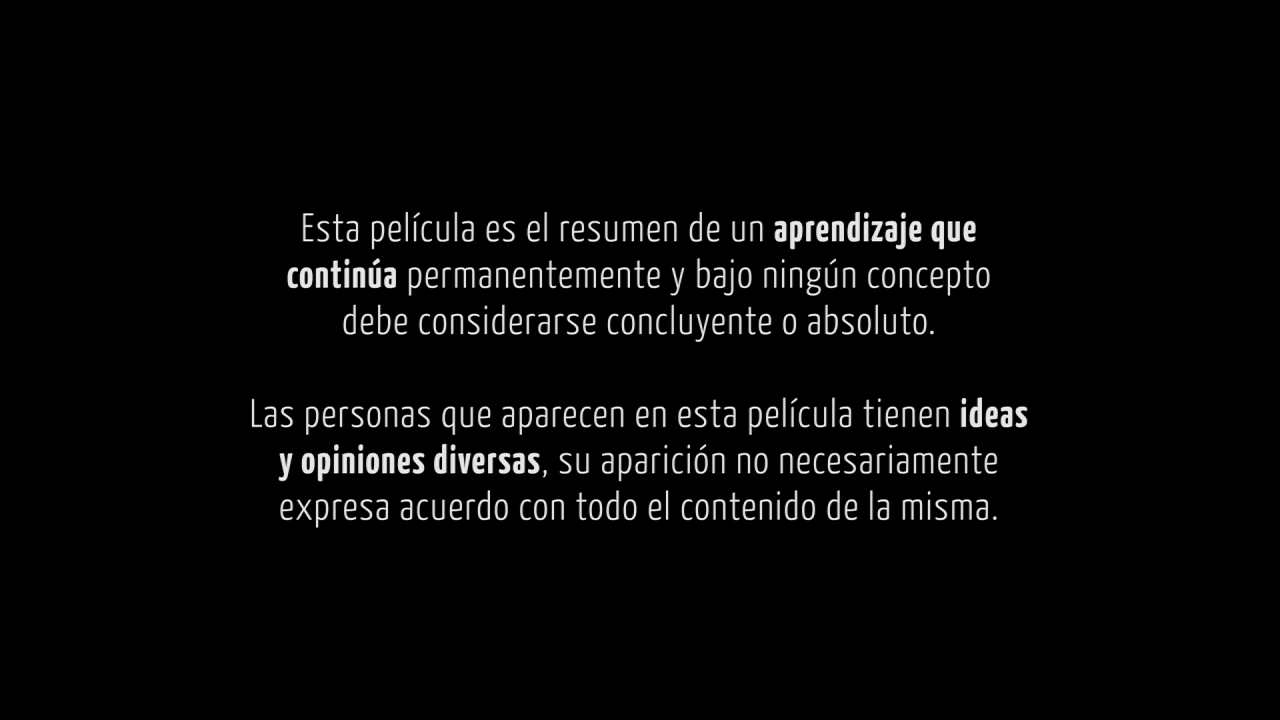 Esta película es el resumen de un aprendizaje que
continúa permanentemente y bajo ningún concepto
debe considerarse concluyente o absoluto.
Las personas que aparecen en esta película tienen ideas
y opiniones diversas, su aparición no necesariamente
expresa acuerdo con todo el contenido de la misma.